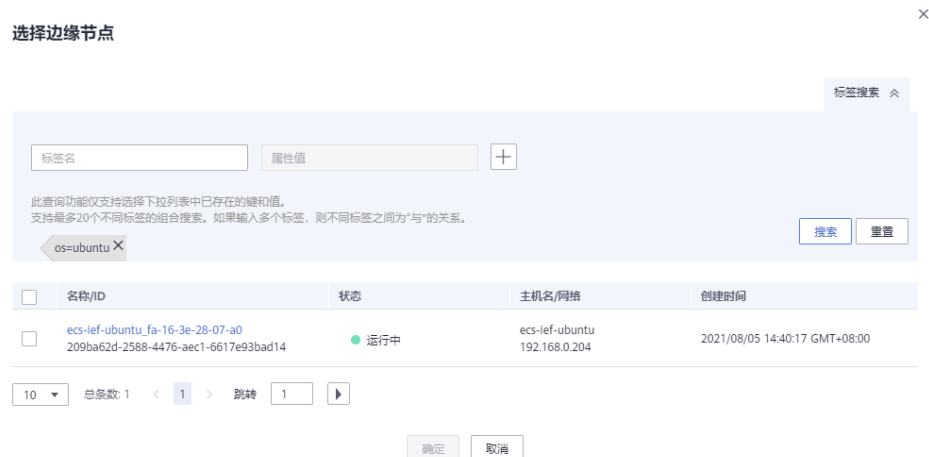 选择边缘节点
标签搜索
标签名 属性值
此查询功能仅支持选择下拉列表中已存在的键和值。
支持最多20个不同标签的组合搜索。如果输入多个标签，则不同标签之间为"与"的关系。
搜索 重置
os=ubuntu
名称/ID 状态 主机名/网络 创建时间
ecs-ief-ubuntu_fa-16-3e-28-07-a0 运行中 ecs-ief-ubuntu 2021/08/05 14:40:17 GMT+08:00
209ba62d-2588-4476-aec1-6617e93bad14 192.168.0.204
10 总条数: 1 < 1 > 跳转 1
确定 取消